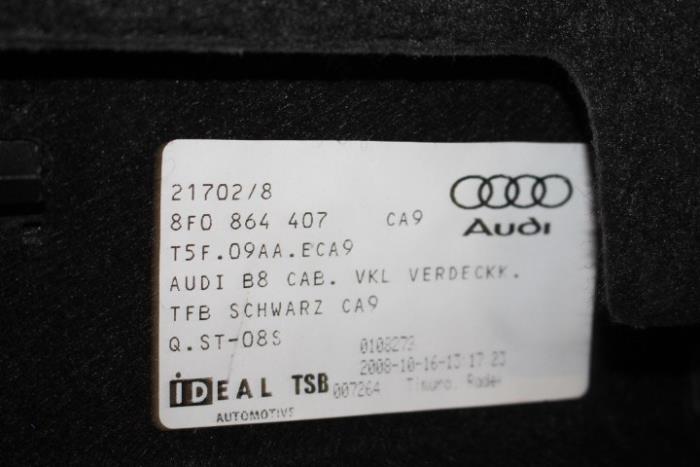 21702/8
8F0 864 407 CA9
Audi
T5F.09AA.ECA9
AUDI B8 CAB. VKL VERDECKK.
TFB SCHWARZ CA9
Q.ST-08S
0108279
2008-10-16-13:17:23
iDEAL TSB 007264
AUTOMOTIVE